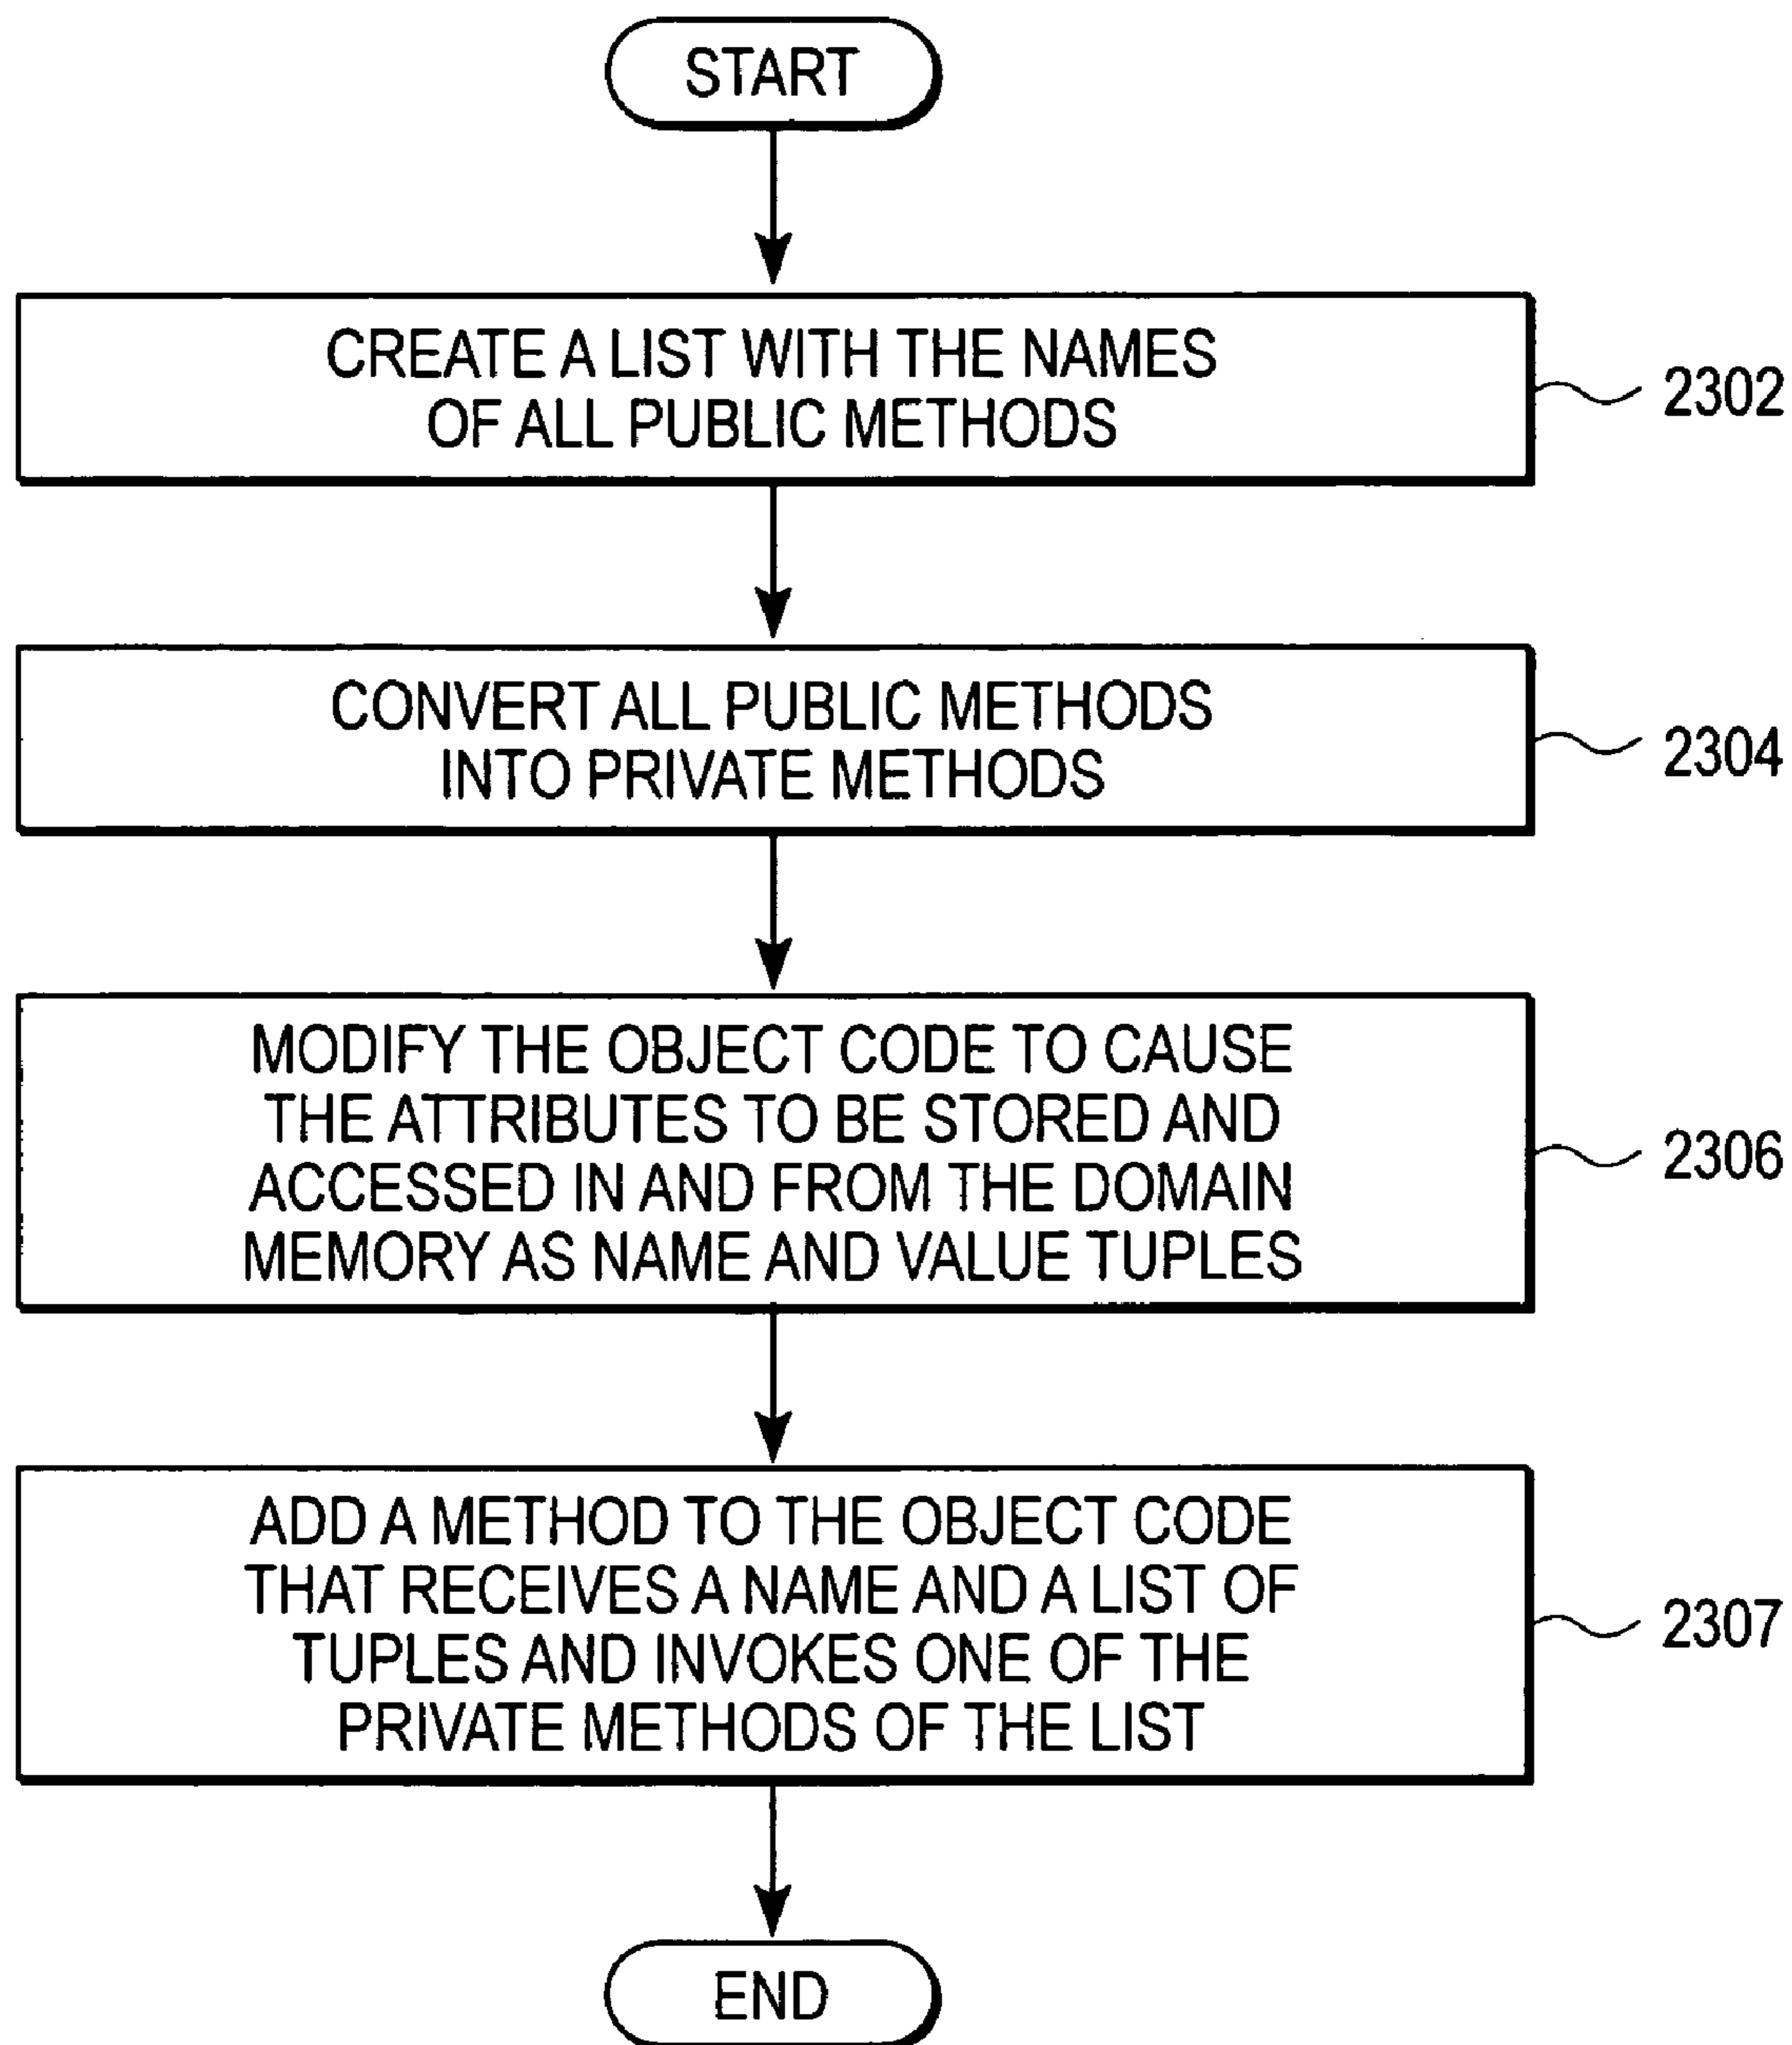 START
CREATE A LIST WITH THE NAMES
OF ALL PUBLIC METHODS
2302
CONVERT ALL PUBLIC METHODS
INTO PRIVATE METHODS
2304
MODIFY THE OBJECT CODE TO CAUSE
THE ATTRIBUTES TO BE STORED AND
ACCESSED IN AND FROM THE DOMAIN
MEMORY AS NAME AND VALUE TUPLES
2306
ADD A METHOD TO THE OBJECT CODE
THAT RECEIVES A NAME AND A LIST OF
TUPLES AND INVOKES ONE OF THE
PRIVATE METHODS OF THE LIST
2307
END